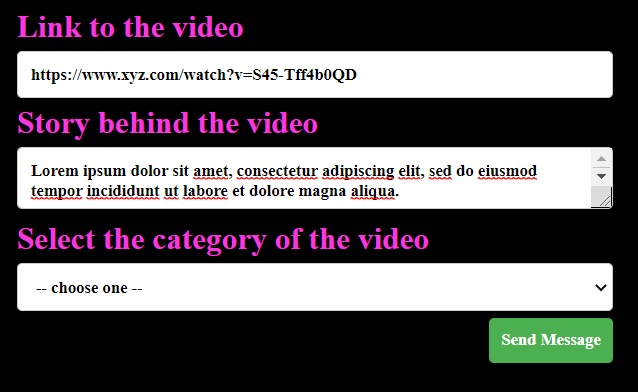 Link to the video
https://www.xyz.com/watch?v=S45-Tff4b0QD
Story behind the video
Lorem ipsum dolor sit amet, consectetur adipiscing elit, sed do eiusmod
tempor incididunt ut labore et dolore magna aliqua.
Select the category of the video
-- choose one --
Send Message